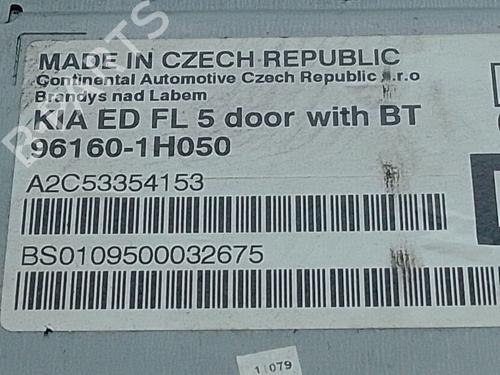 MADE IN CZECH REPUBLIC
Continental Automotive Czech Republic s.r.o
Brandys nad Labem
KIA ED FL 5 door with BT
96160-1H050
A2C53354153
BS0109500032675
1 079
PARTS